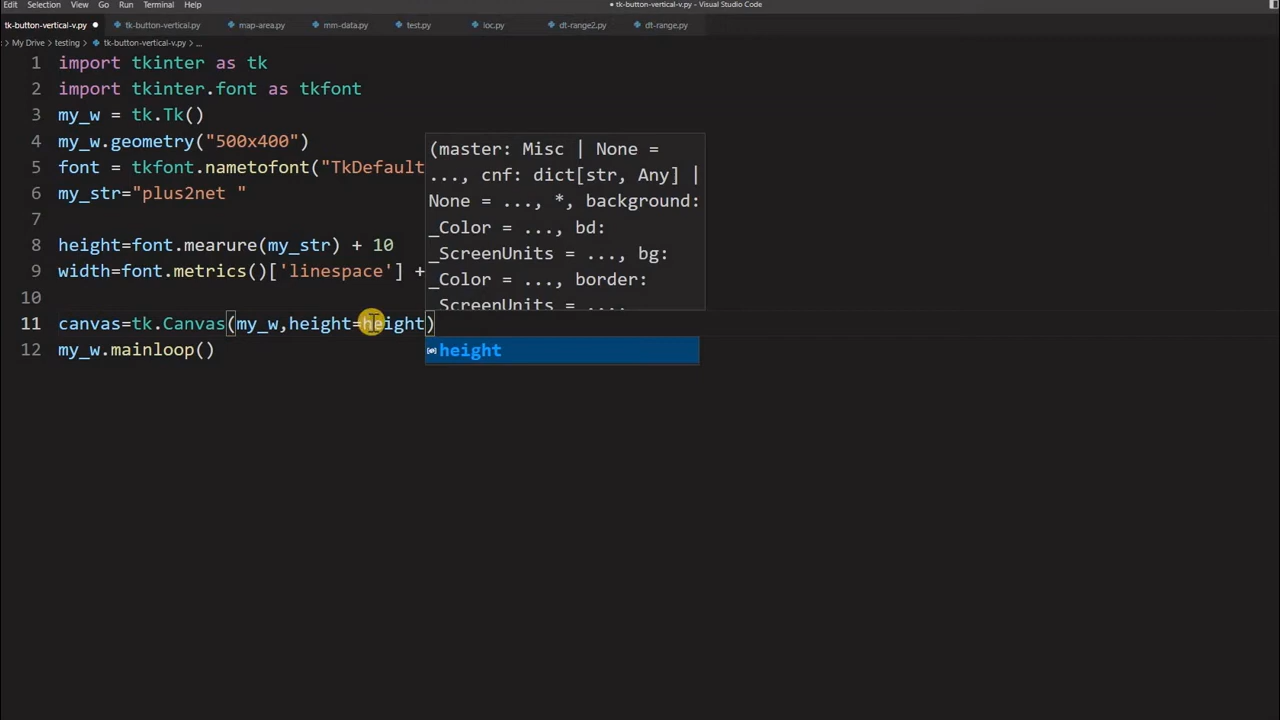 Edit Selection View Go Run Terminal Help ● tk-button-vertical-v.py - Visual Studio Code
tk-button-vertical-v.py ● tk-button-vertical.py map-area.py mm-data.py test.py loc.py dt-range2.py dt-range.py
: > My Drive > testing > tk-button-vertical-v.py > ...
1 import tkinter as tk
2 import tkinter.font as tkfont
3 my_w = tk.Tk()
4 my_w.geometry("500x400")
5 font = tkfont.nametofont("TkDefault
6 my_str="plus2net "
7
8 height=font.mearure(my_str) + 10
9 width=font.metrics()['linespace'] +
10
11 canvas=tk.Canvas(my_w,height=height)
12 my_w.mainloop()
(master: Misc | None =
..., cnf: dict[str, Any] |
None = ..., *, background:
_Color = ..., bd:
_ScreenUnits = ..., bg:
_Color = ..., border:
_ScreenUnits = ....
height